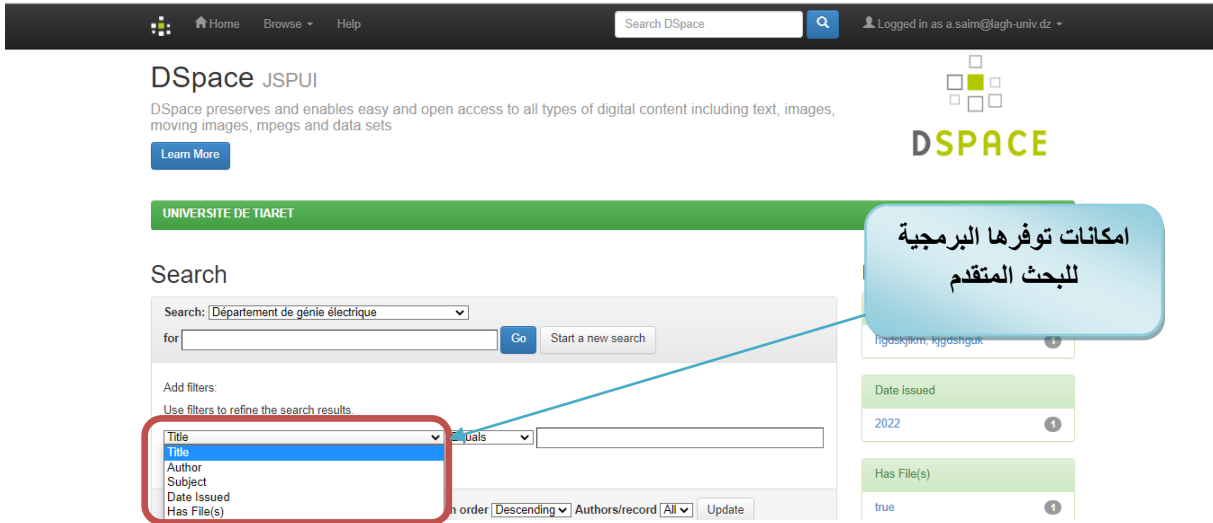 Home Browse Help Search DSpace Logged in as a.saim@lagh-univ.dz
DSpace JSPUI
DSpace preserves and enables easy and open access to all types of digital content including text, images,
moving images, mpegs and data sets
Learn More
DSPACE
UNIVERSITE DE TIARET
امكانات توفرها البرمجية
للبحث المتقدم
Search
Search: Département de génie électrique
for Go Start a new search
kjgdshguk 1
Add filters:
Use filters to refine the search results.
Title
Title
Author
Subject
Date Issued
Has File(s)
order Descending Authors/record All Update
Date issued
2022 1
Has File(s)
true 1